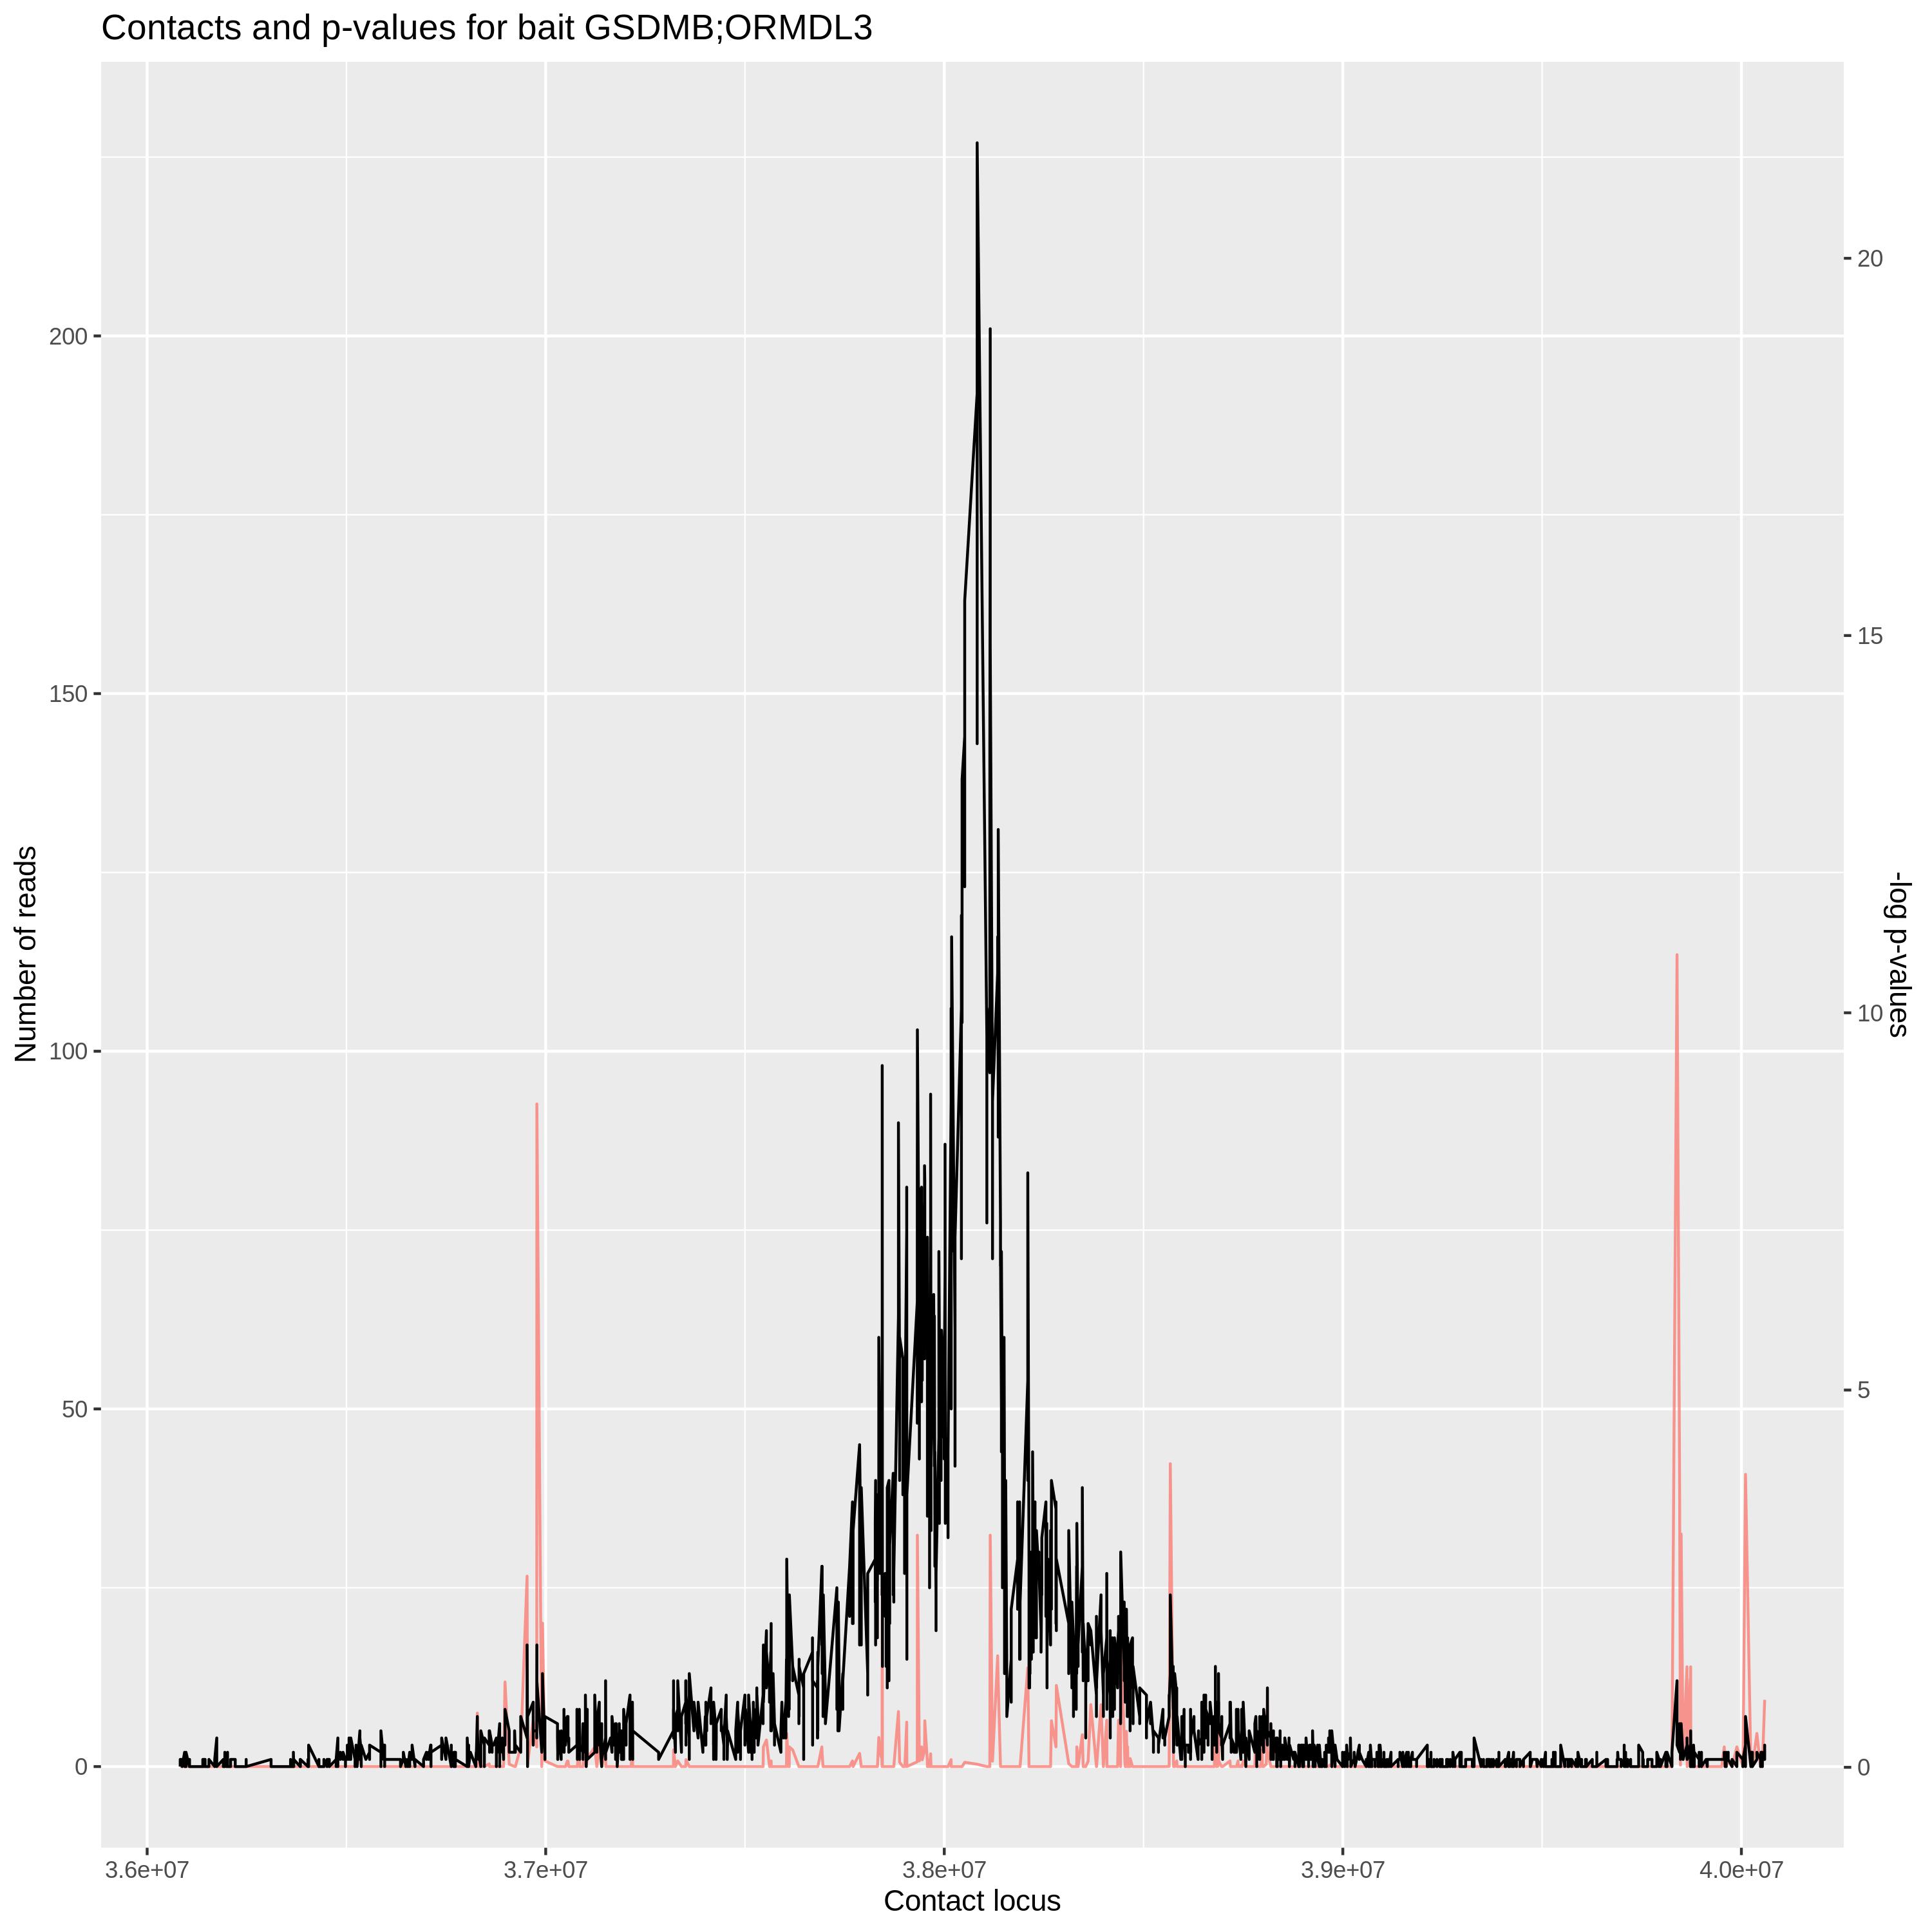 Contacts and p-values for bait GSDMB;ORMDL3
Number of reads
200
150
100
50
0
20
15
10
5
0
-log p-values
3.6e+07 3.7e+07 3.8e+07 3.9e+07 4.0e+07
Contact locus